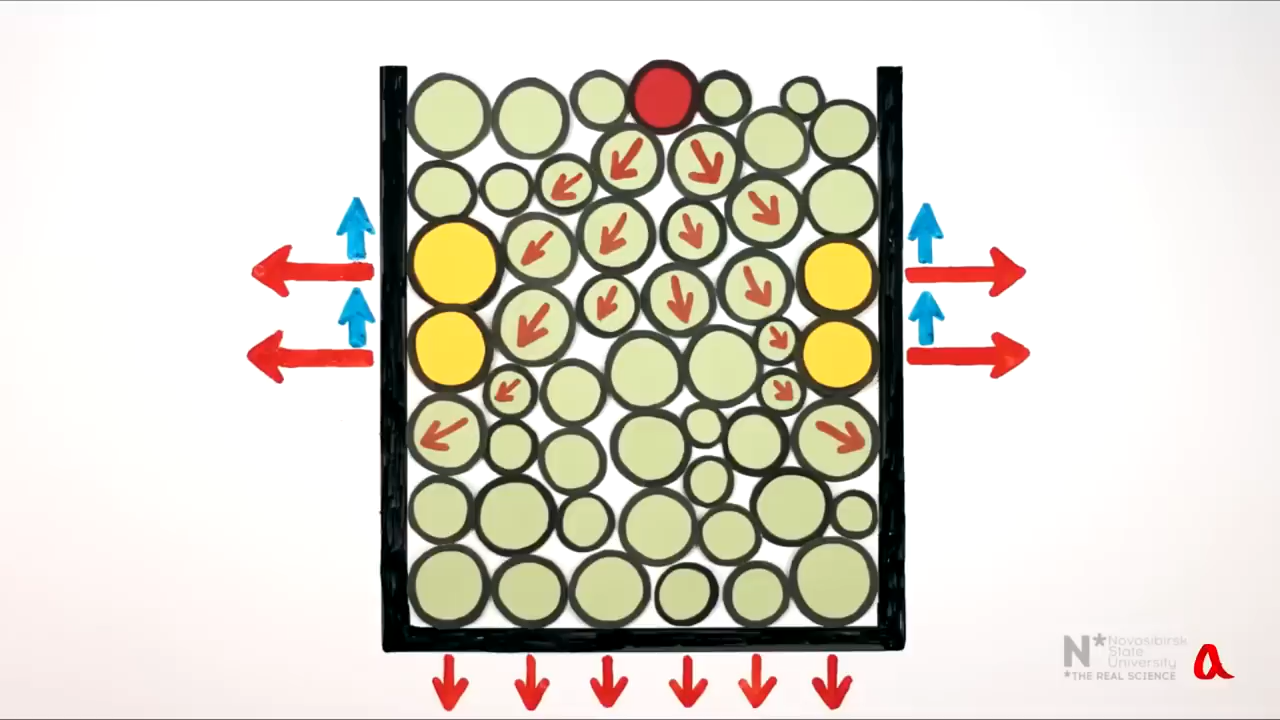 N*
Novosibirsk
State
University
*THE REAL SCIENCE
a